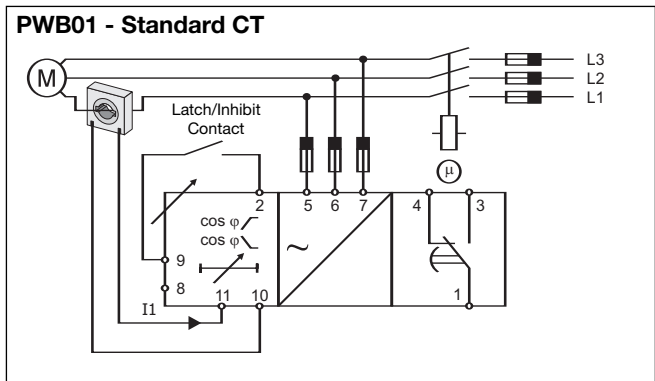 PWB01 - Standard CT
L3
M
L2
L1
Latch/Inhibit
Contact
μ
2
5
6
7
4
3
cos φ
cos φ
~
9
8
11
10
1
I1